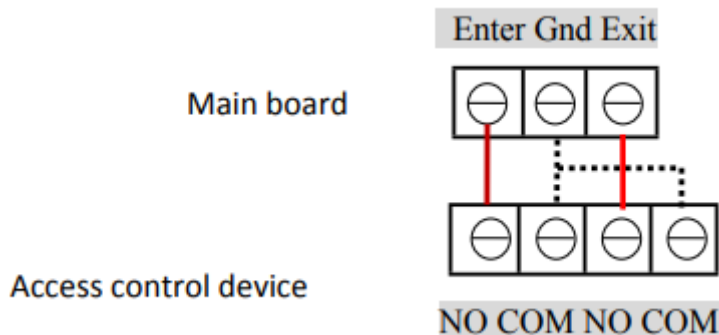 Enter Gnd Exit
Main board
Access control device
NO COM NO COM